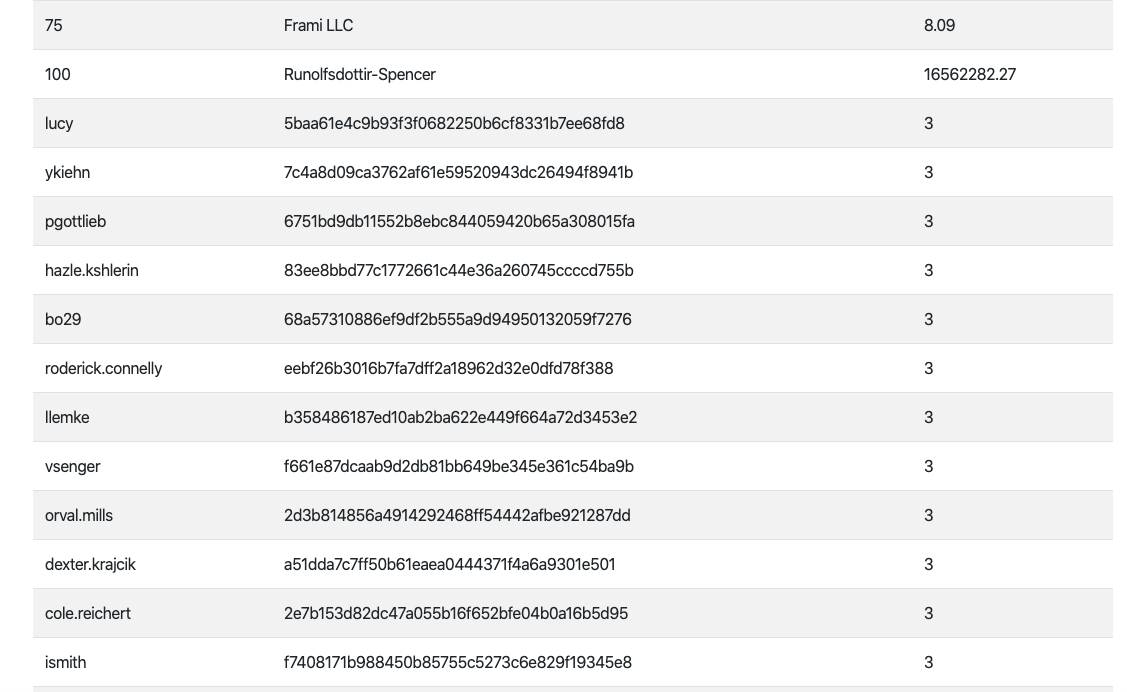 75 Frami LLC 8.09
100 Runolfsdottir-Spencer 16562282.27
lucy 5baa61e4c9b93f3f0682250b6cf8331b7ee68fd8 3
ykiehn 7c4a8d09ca3762af61e59520943dc26494f8941b 3
pgottlieb 6751bd9db11552b8ebc844059420b65a308015fa 3
hazle.kshlerin 83ee8bbd77c1772661c44e36a260745ccccd755b 3
bo29 68a57310886ef9df2b555a9d94950132059f7276 3
roderick.connelly eebf26b3016b7fa7dff2a18962d32e0dfd78f388 3
llemke b358486187ed10ab2ba622e449f664a72d3453e2 3
vsenger f661e87dcaab9d2db81bb649be345e361c54ba9b 3
orval.mills 2d3b814856a4914292468ff54442afbe921287dd 3
dexter.krajcik a51dda7c7ff50b61eaea0444371f4a6a9301e501 3
cole.reichert 2e7b153d82dc47a055b16f652bfe04b0a16b5d95 3
ismith f7408171b988450b85755c5273c6e829f19345e8 3